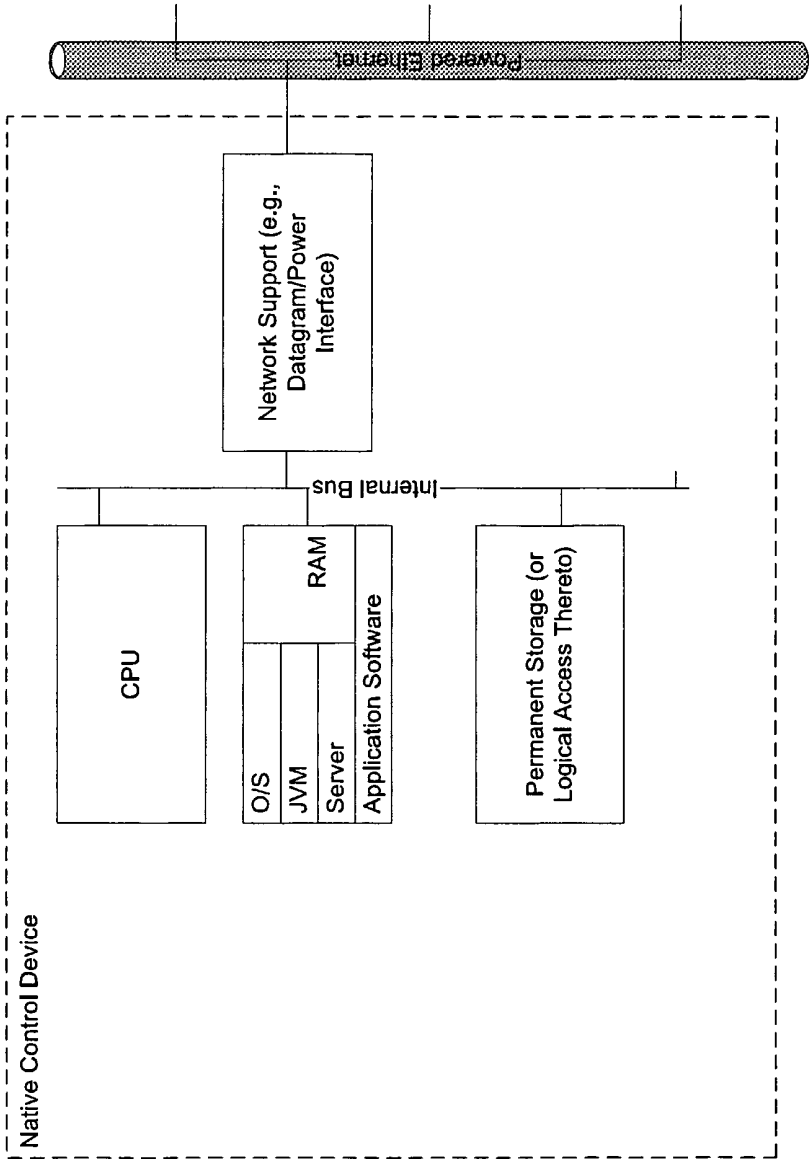 Native Control Device
CPU
O/S
JVM
Server
RAM
Application Software
Permanent Storage (or
Logical Access Thereto)
Internal Bus
Network Support (e.g.,
Datagram/Power
Interface)
Powered Ethernet